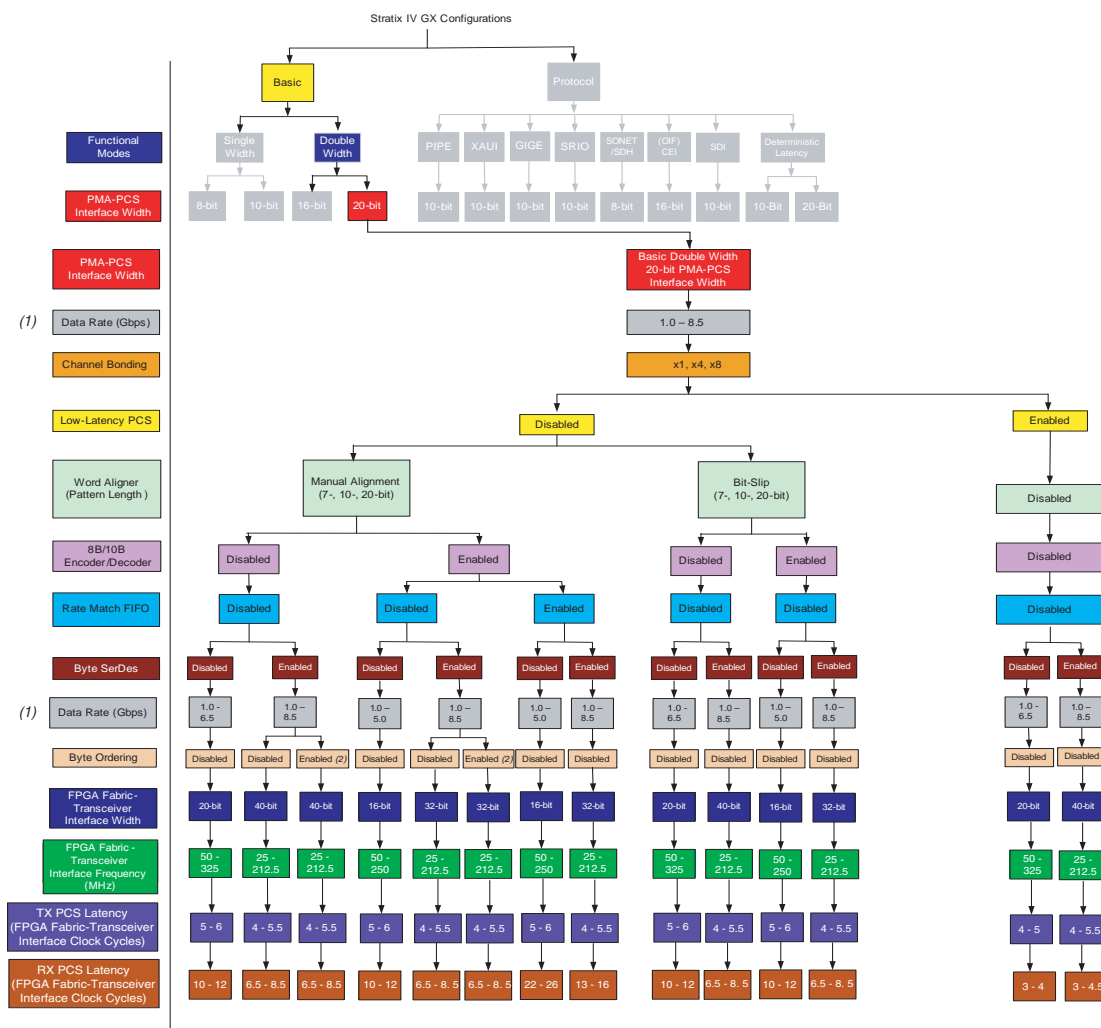 Stratix IV GX Configurations
Basic
Protocol
Functional
Modes
Single
Width
Double
Width
PIPE
XAUI
GIGE
SRIO
SONET
/SDH
(OIF)
CEI
SDI
Deterministic
Latency
PMA-PCS
Interface Width
8-bit
10-bit
16-bit
20-bit
10-bit
10-bit
10-bit
10-bit
8-bit
16-bit
10-bit
10-Bit
20-Bit
PMA-PCS
Interface Width
Basic Double Width
20-bit PMA-PCS
Interface Width
(1)
Data Rate (Gbps)
1.0 – 8.5
Channel Bonding
x1, x4, x8
Low-Latency PCS
Disabled
Enabled
Word Aligner
(Pattern Length )
Manual Alignment
(7-, 10-, 20-bit)
Bit-Slip
(7-, 10-, 20-bit)
Disabled
8B/10B
Encoder/Decoder
Disabled
Enabled
Disabled
Enabled
Disabled
Rate Match FIFO
Disabled
Disabled
Enabled
Disabled
Disabled
Disabled
Byte SerDes
Disabled
Enabled
Disabled
Enabled
Disabled
Enabled
Disabled
Enabled
Disabled
Enabled
Disabled
Enabled
(1)
Data Rate (Gbps)
1.0 -
6.5
1.0 –
8.5
1.0 -
5.0
1.0 –
8.5
1.0 -
5.0
1.0 –
8.5
1.0 -
6.5
1.0 –
8.5
1.0 -
5.0
1.0 –
8.5
1.0 -
6.5
1.0 –
8.5
Byte Ordering
Disabled
Disabled
Enabled (2)
Disabled
Disabled
Enabled (2)
Disabled
Disabled
Disabled
Disabled
Disabled
Disabled
Disabled
Disabled
FPGA Fabric-
Transceiver
Interface Width
20-bit
40-bit
40-bit
16-bit
32-bit
32-bit
16-bit
32-bit
20-bit
40-bit
16-bit
32-bit
20-bit
40-bit
FPGA Fabric -
Transceiver
Interface Frequency
(MHz)
50 -
325
25 -
212.5
25 -
212.5
50 -
250
25 -
212.5
25 -
212.5
50 -
250
25 -
212.5
50 -
325
25 -
212.5
50 -
250
25 -
212.5
50 -
325
25 -
212.5
TX PCS Latency
(FPGA Fabric-Transceiver
Interface Clock Cycles)
5 - 6
4 - 5.5
4 - 5.5
5 - 6
4 - 5.5
4 - 5.5
5 - 6
4 - 5.5
5 - 6
4 - 5.5
5 - 6
4 - 5.5
4 - 5
4 - 5.5
RX PCS Latency
(FPGA Fabric-Transceiver
Interface Clock Cycles)
10 - 12
6.5 - 8.5
6.5 - 8.5
10 - 12
6.5 - 8. 5
6.5 - 8. 5
22 - 26
13 - 16
10 - 12
6.5 - 8. 5
10 - 12
6.5 - 8. 5
3 - 4
3 - 4.5